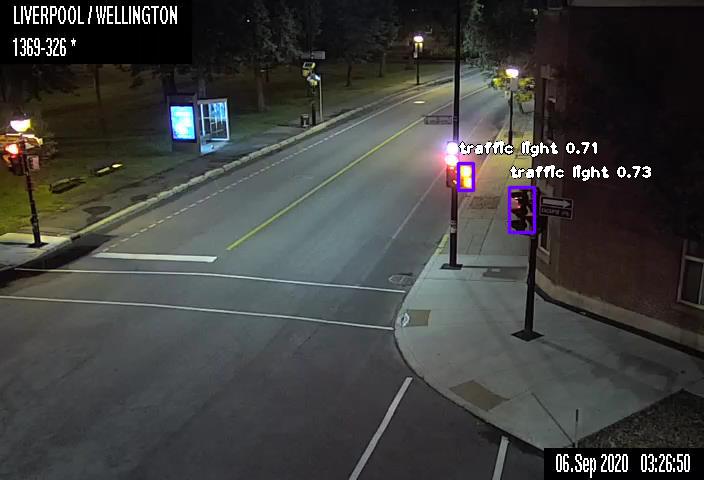 LIVERPOOL / WELLINGTON
1369-326 *
traffic light 0.71
traffic light 0.73
06.Sep 2020 03:26:50